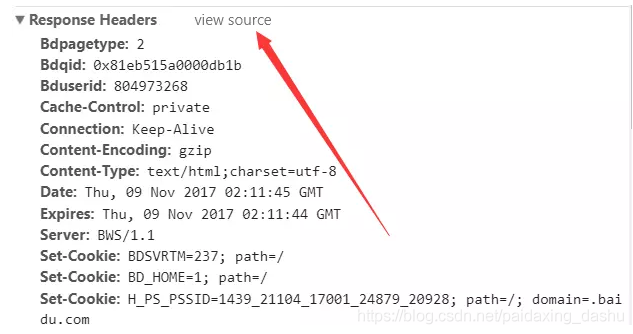 ▼ Response Headers view source
Bdpagetype: 2
Bdqid: 0x81eb515a0000db1b
Bduserid: 804973268
Cache-Control: private
Connection: Keep-Alive
Content-Encoding: gzip
Content-Type: text/html;charset=utf-8
Date: Thu, 09 Nov 2017 02:11:45 GMT
Expires: Thu, 09 Nov 2017 02:11:44 GMT
Server: BWS/1.1
Set-Cookie: BDSVRTM=237; path=/
Set-Cookie: BD_HOME=1; path=/
Set-Cookie: H_PS_PSSID=1439_21104_17001_24879_20928; path=/; domain=.bai
du.com
https://blog.csdn.net/paidaxing_dashu